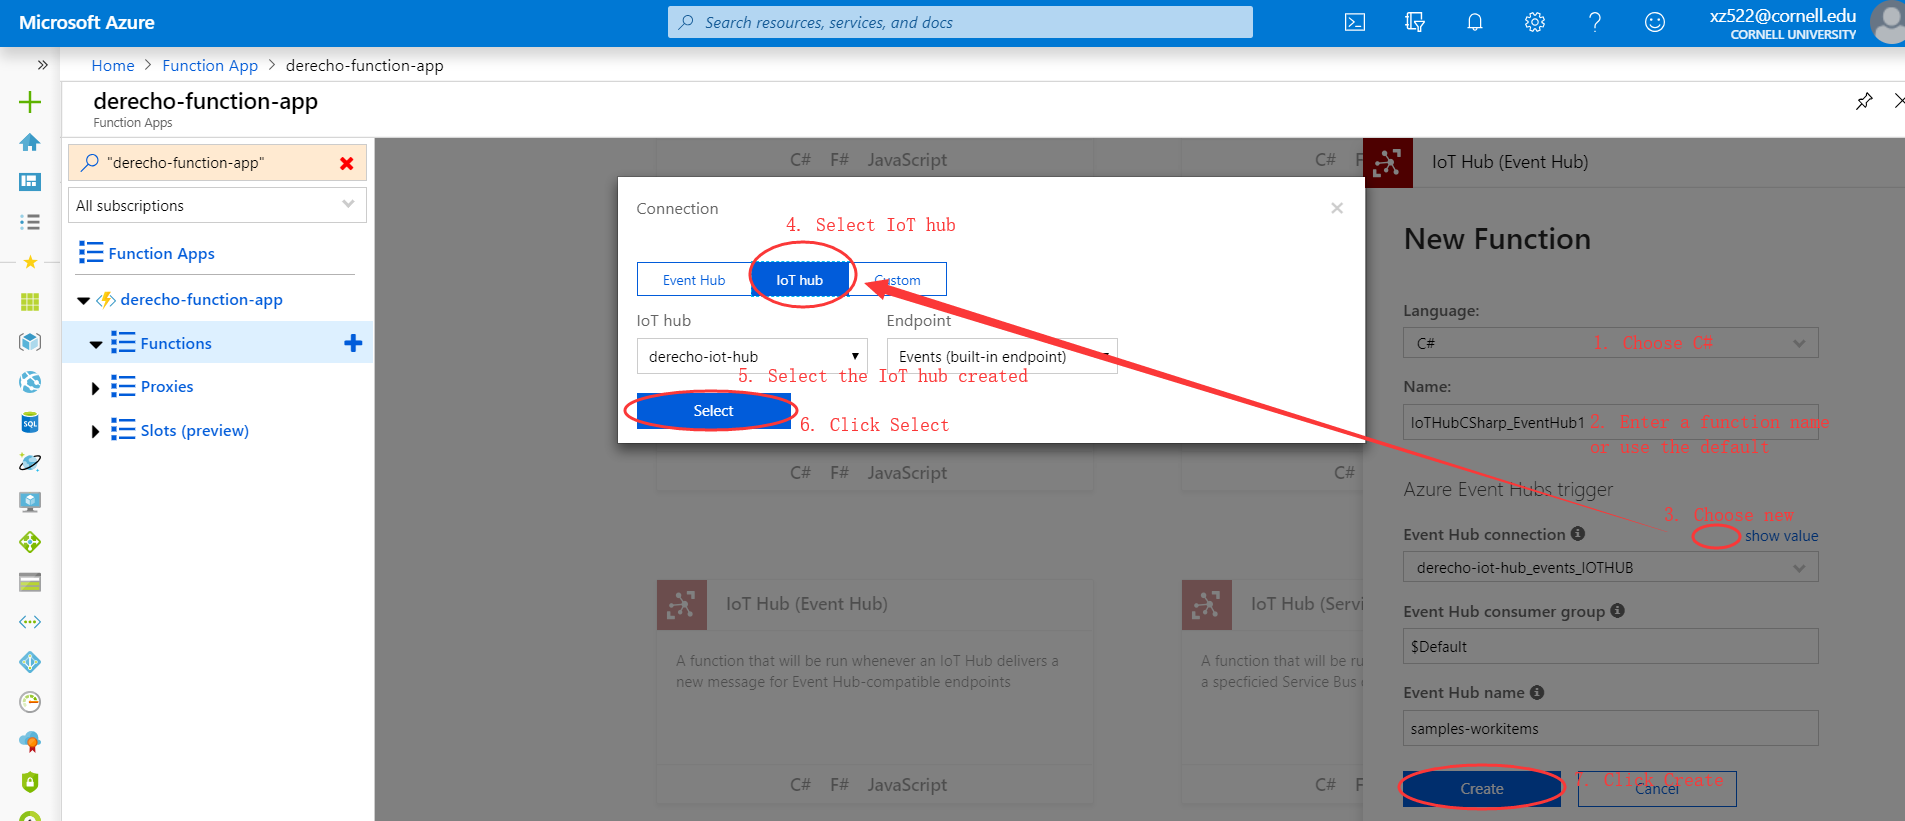 Microsoft Azure
Search resources, services, and docs
xz522@cornell.edu
CORNELL UNIVERSITY
Home > Function App > derecho-function-app
derecho-function-app
Function Apps
"derecho-function-app"
All subscriptions
Function Apps
derecho-function-app
Functions
Proxies
Slots (preview)
C# F# JavaScript
C# F
Connection
4. Select IoT hub
Event Hub
IoT hub
Custom
IoT hub
Endpoint
derecho-iot-hub
Events (built-in endpoint)
5. Select the IoT hub created
Select
6. Click Select
C# F# JavaScript
C#
IoT Hub (Event Hub)
A function that will be run whenever an IoT Hub delivers a
new message for Event Hub-compatible endpoints
C# F# JavaScript
IoT Hub (Servi
A function that will be ru
a specficied Service Bus
C# F
IoT Hub (Event Hub)
New Function
Language:
C#
1. Choose C#
Name:
IoTHubCSharp_EventHub1
2. Enter a function name
or use the default
Azure Event Hubs trigger
3. Choose new
Event Hub connection
show value
derecho-iot-hub_events_IOTHUB
Event Hub consumer group
$Default
Event Hub name
samples-workitems
7. Click Create
Create
Cancel
SQL